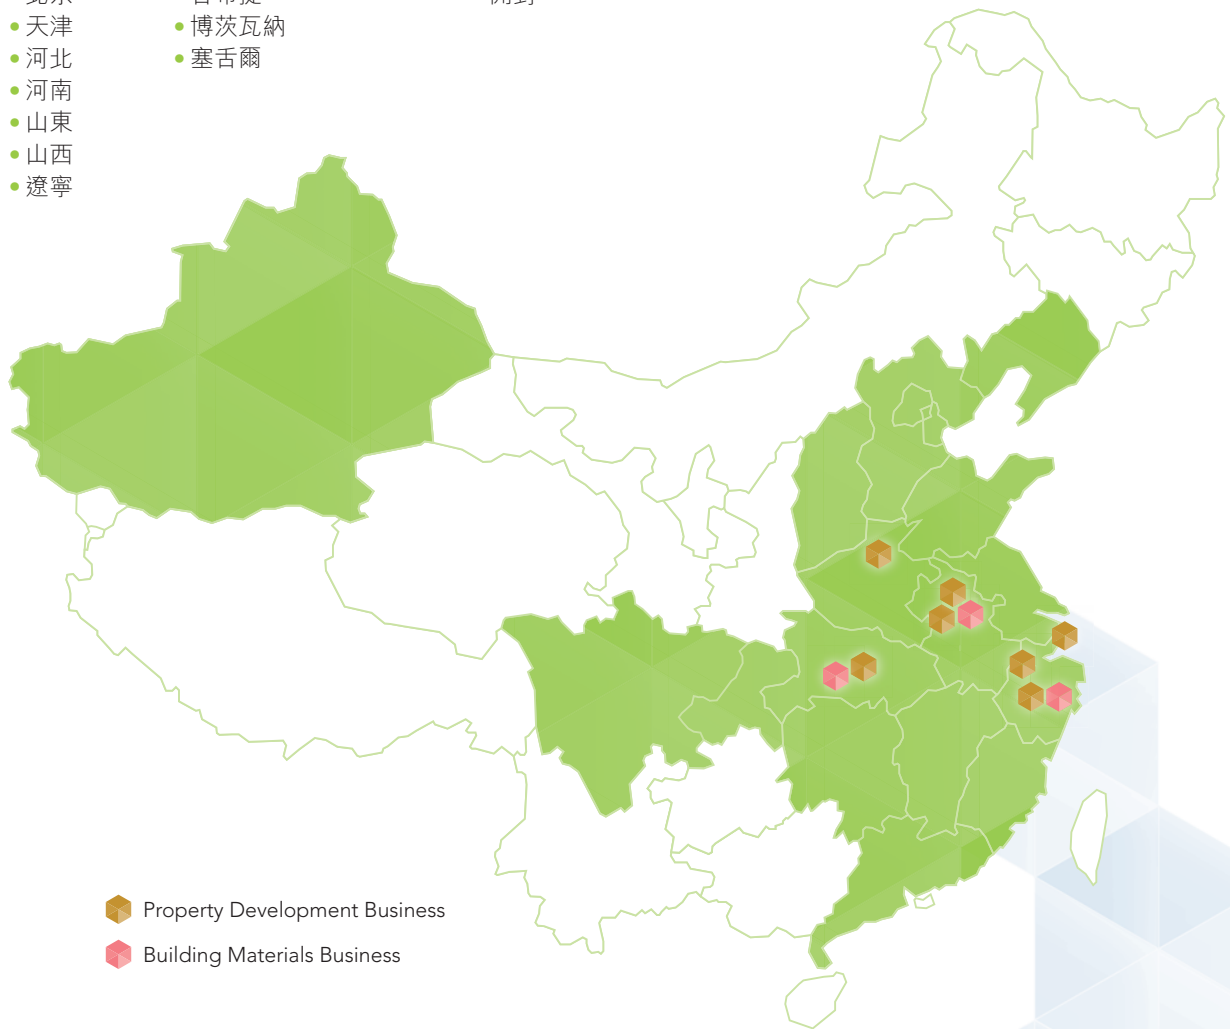 天津
河北
河南
山東
山西
遼寧
博茨瓦納
塞舌爾
Property Development Business
Building Materials Business